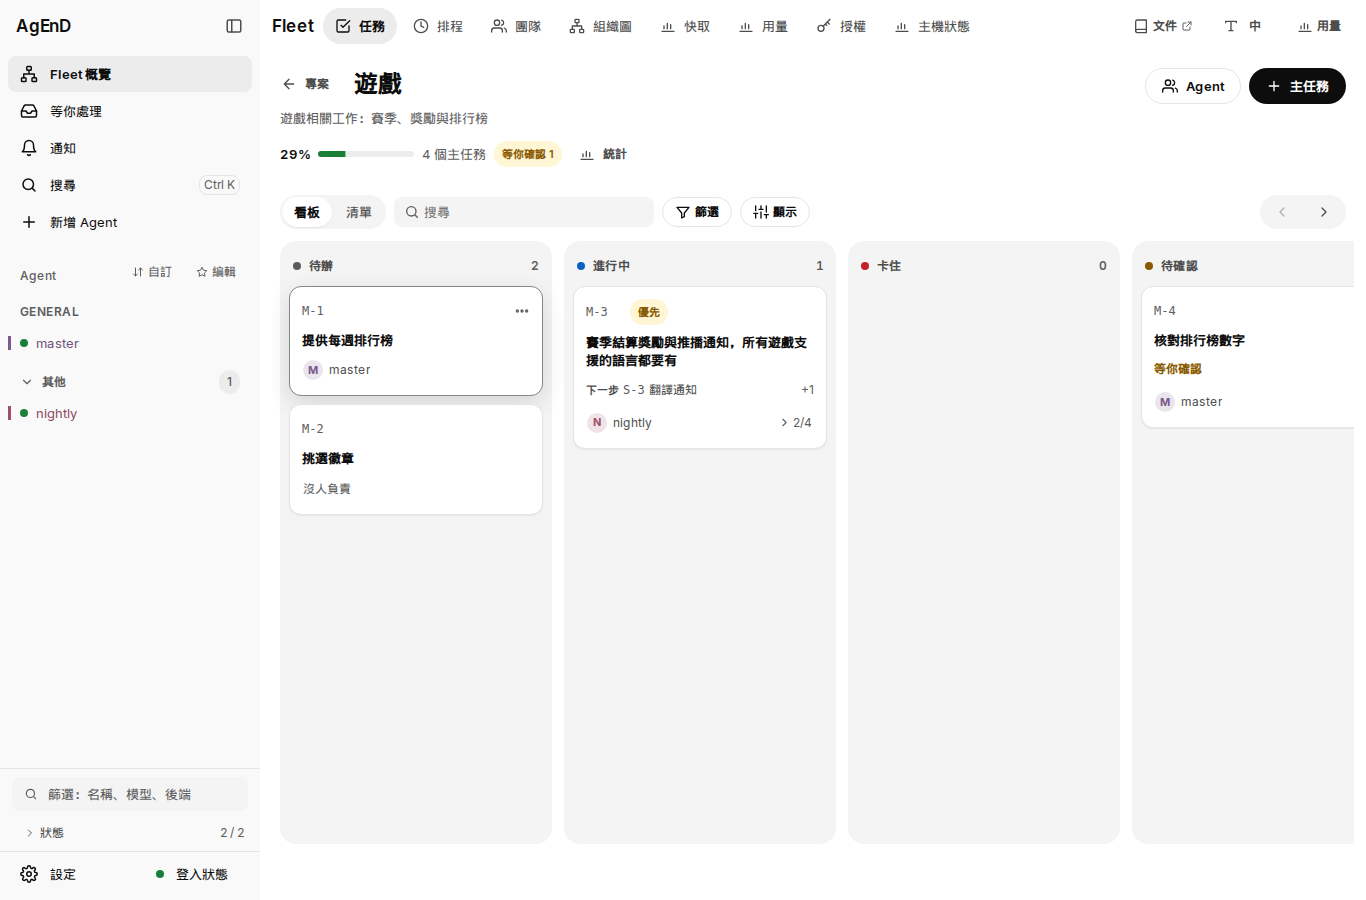 AgEnD
Fleet 概覽
等你處理
通知
搜尋 Ctrl K
新增 Agent
Agent 自訂 編輯
GENERAL
master
其他 1
nightly
篩選：名稱、模型、後端
狀態 2 / 2
設定 登入狀態
Fleet 任務 排程 團隊 組織圖 快取 用量 授權 主機狀態 文件 中 用量
專案 遊戲 Agent 主任務
遊戲相關工作：賽季、獎勵與排行榜
29% 4 個主任務 等你確認 1 統計
看板 清單 搜尋 篩選 顯示
待辦 2
M-1
提供每週排行榜
M master
M-2
挑選徽章
沒人負責
進行中 1
M-3 優先
賽季結算獎勵與推播通知，所有遊戲支
援的語言都要有
下一步 S-3 翻譯通知 +1
N nightly 2/4
卡住 0
待確認
M-4
核對排行榜數字
等你確認
M master